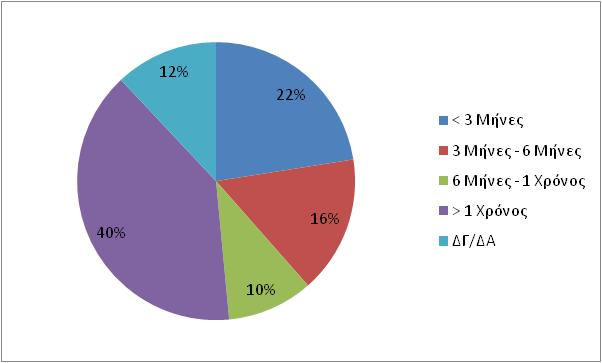 12%
22%
16%
10%
40%
< 3 Μήνες
3 Μήνες - 6 Μήνες
6 Μήνες - 1 Χρόνος
> 1 Χρόνος
ΔΓ/ΔΑ